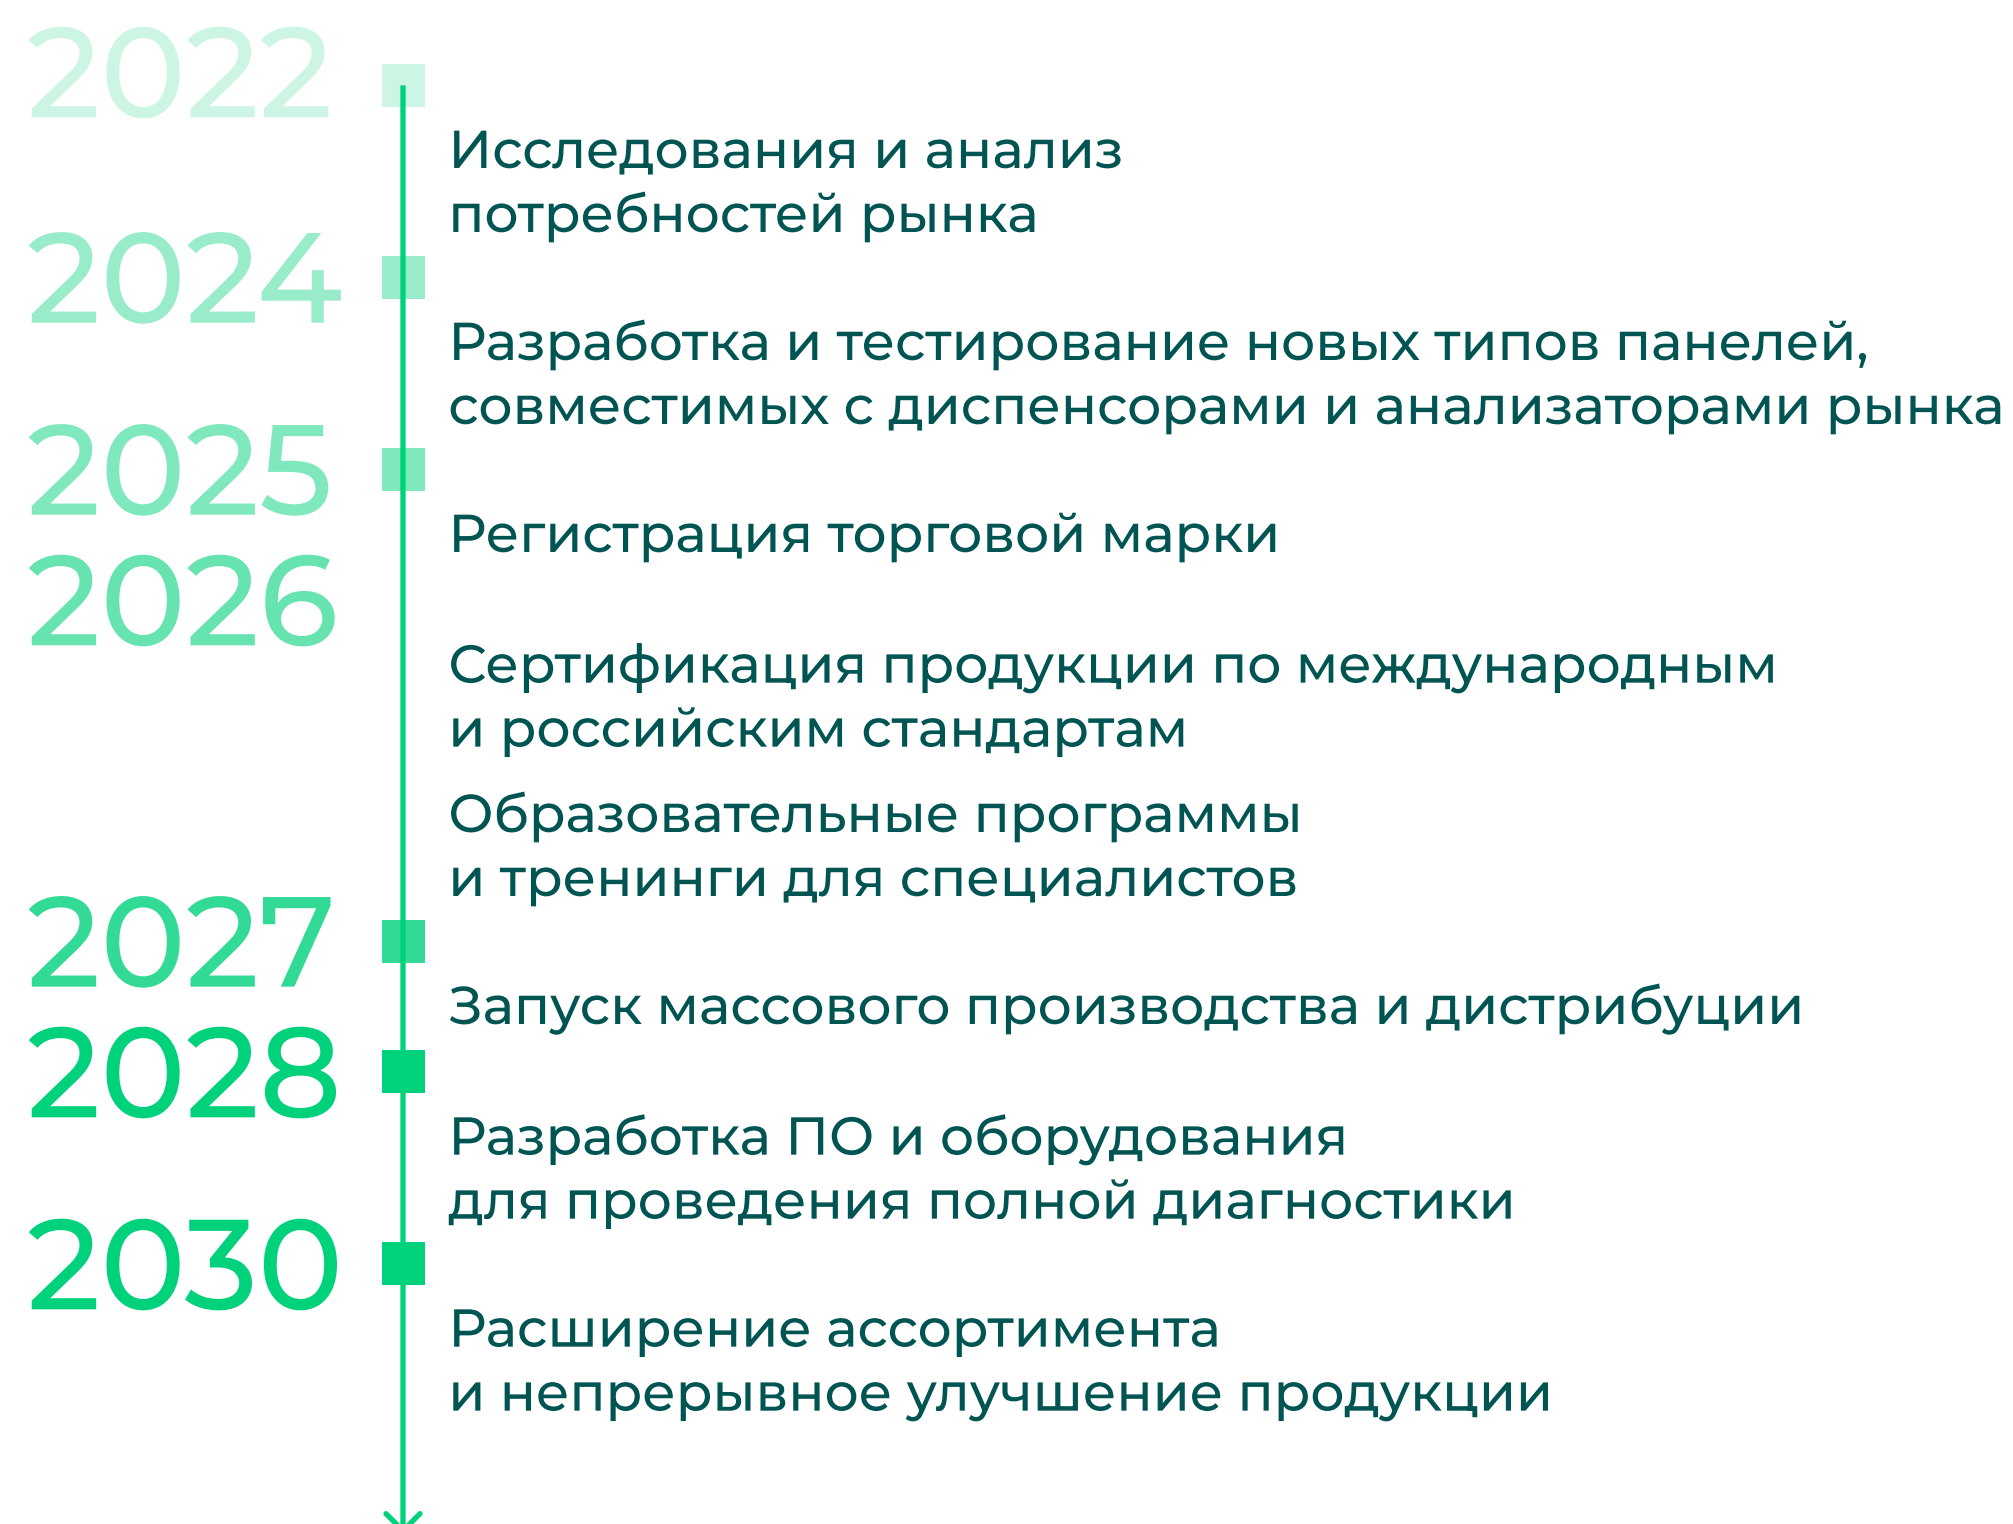 2022
Исследования и анализ
потребностей рынка
2024
Разработка и тестирование новых типов панелей,
совместимых с диспенсорами и анализаторами рынка
2025
Регистрация торговой марки
2026
Сертификация продукции по международным
и российским стандартам
Образовательные программы
и тренинги для специалистов
2027
Запуск массового производства и дистрибуции
2028
Разработка ПО и оборудования
для проведения полной диагностики
2030
Расширение ассортимента
и непрерывное улучшение продукции